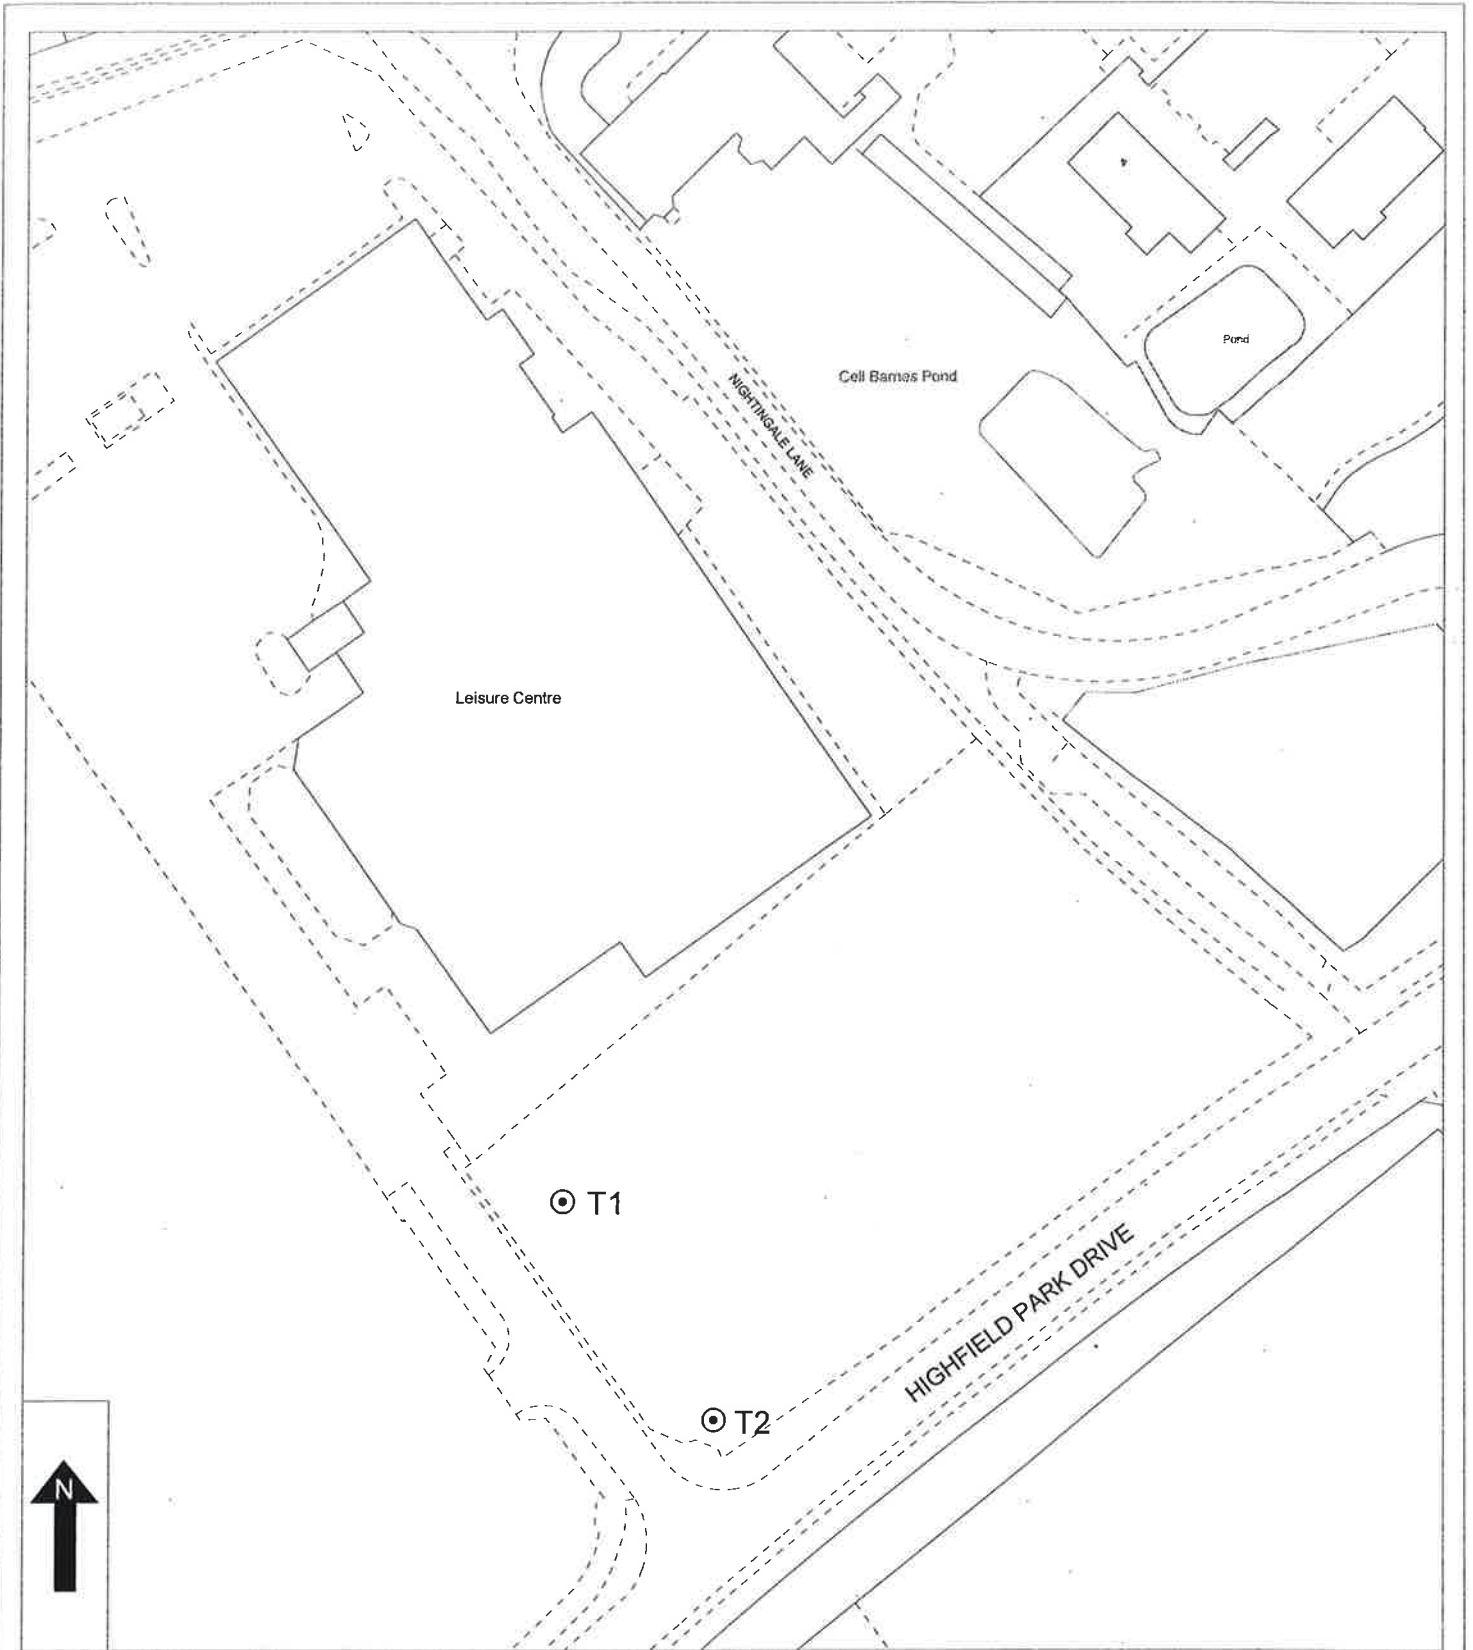 Pond
Cell Barnes Pond
NIGHTINGALE LANE
Leisure Centre
T1
HIGHFIELD PARK DRIVE
T2
N